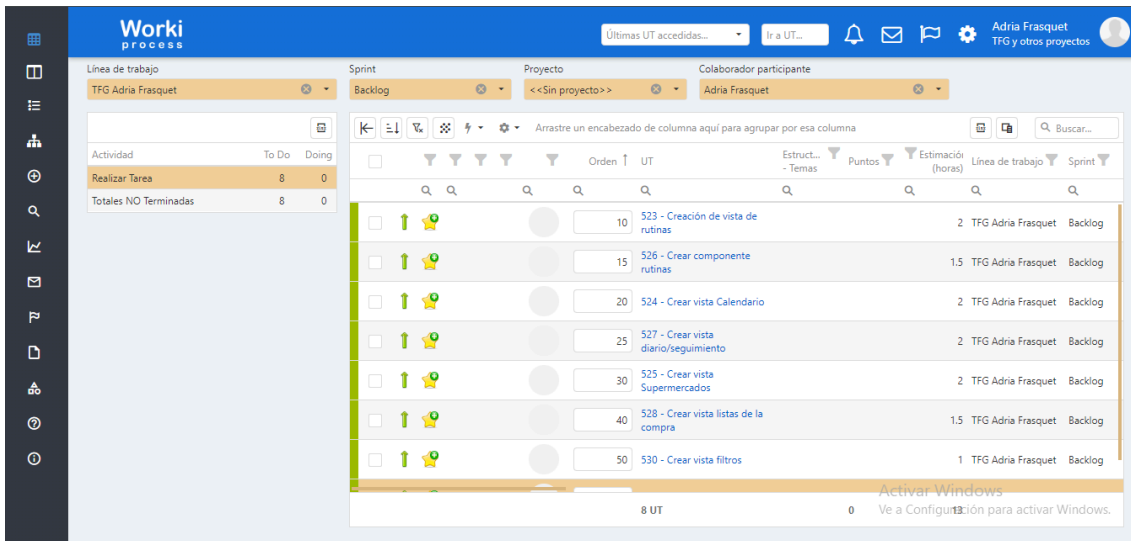 Worki
process
Últimas UT accedidas...
Ir a UT...
Adria Frasquet
TFG y otros proyectos
Línea de trabajo
Sprint
Proyecto
Colaborador participante
TFG Adria Frasquet
Backlog
<<Sin proyecto>>
Adria Frasquet
Arrastre un encabezado de columna aquí para agrupar por esa columna
Buscar...
Actividad To Do Doing
Realizar Tarea 8 0
Totales NO Terminadas 8 0
Orden UT Estruct... - Temas Puntos Estimación (horas) Línea de trabajo Sprint
10 523 - Creación de vista de
rutinas
2 TFG Adria Frasquet Backlog
15 526 - Crear componente
rutinas
1.5 TFG Adria Frasquet Backlog
20 524 - Crear vista Calendario 2 TFG Adria Frasquet Backlog
25 527 - Crear vista
diario/seguimiento
2 TFG Adria Frasquet Backlog
30 525 - Crear vista
Supermercados
2 TFG Adria Frasquet Backlog
40 528 - Crear vista listas de la
compra
1.5 TFG Adria Frasquet Backlog
50 530 - Crear vista filtros 1 TFG Adria Frasquet Backlog
8 UT 0 13
Activar Windows
Ve a Configuración para activar Windows.